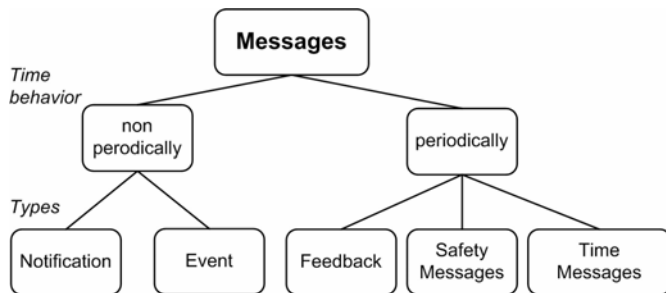 Messages
Time
behavior
non
perodically
periodically
Types
Notification
Event
Feedback
Safety
Messages
Time
Messages